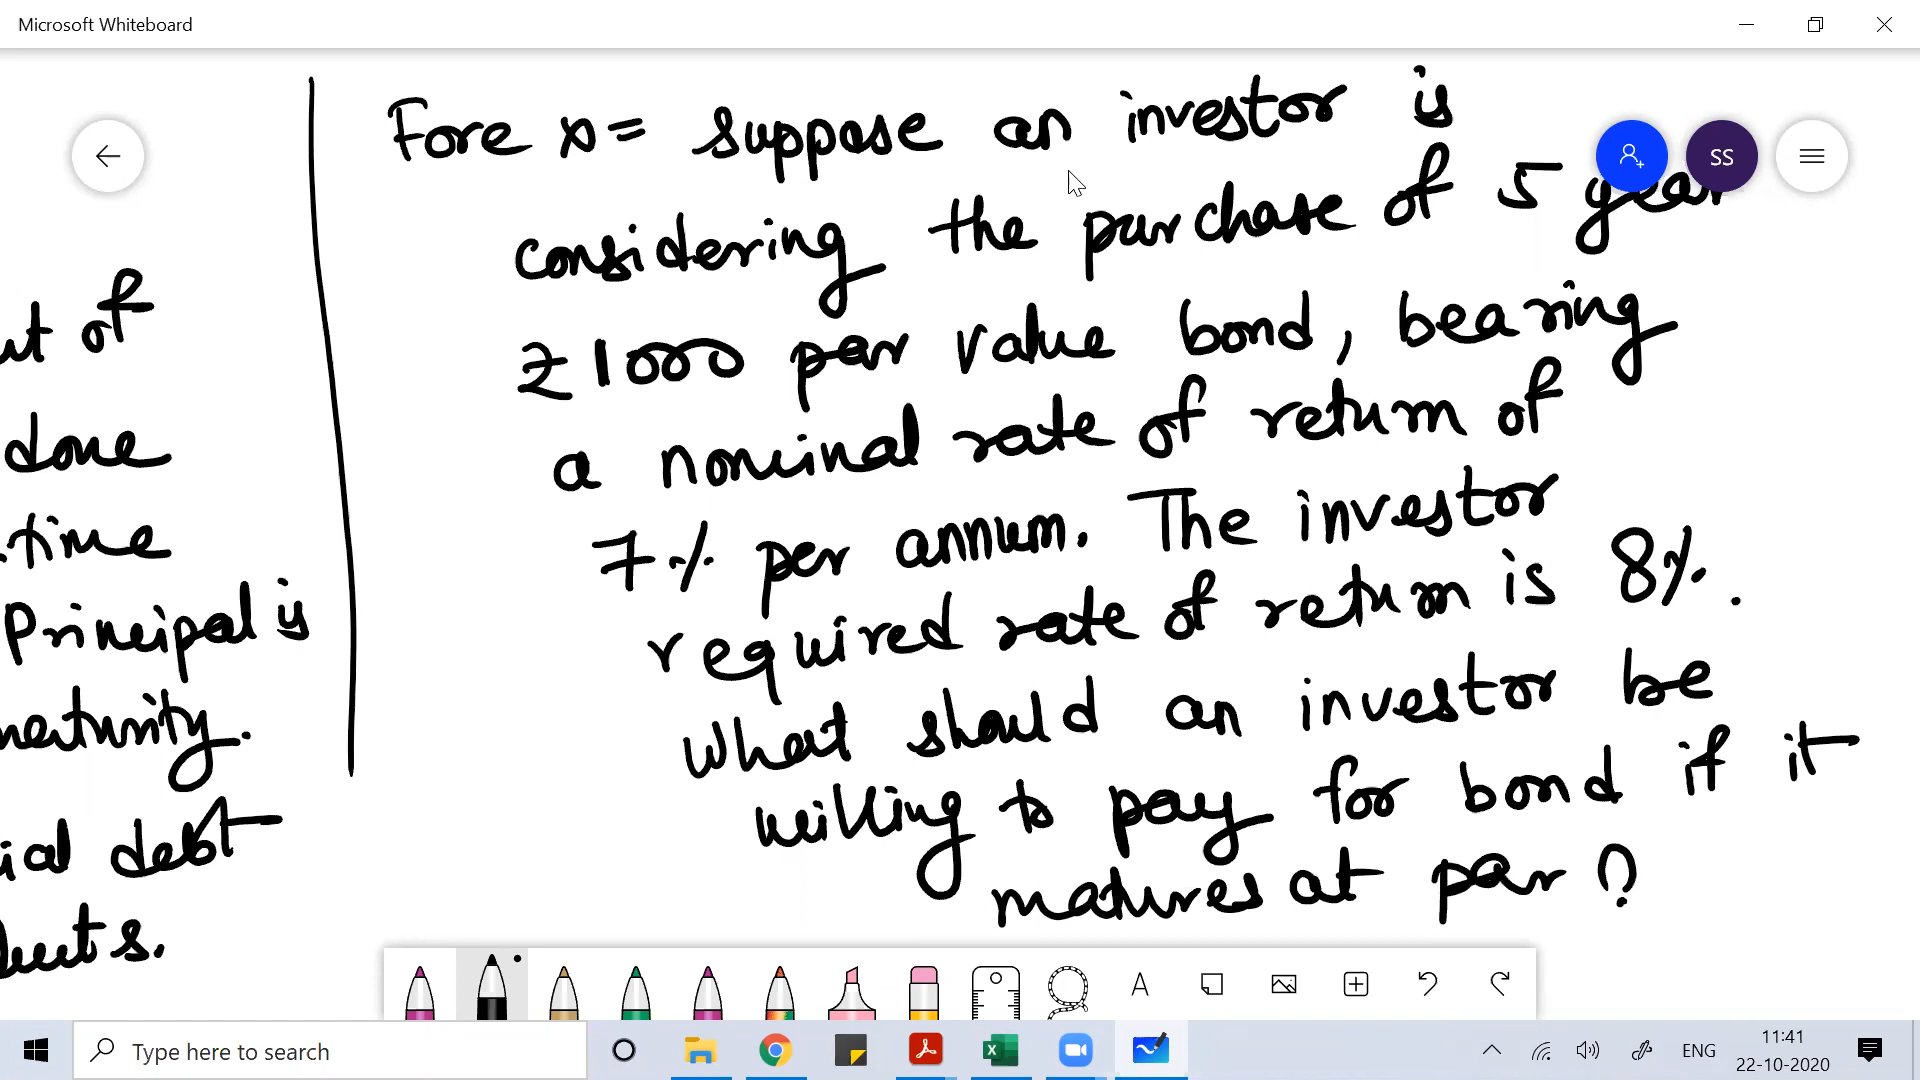 Microsoft Whiteboard
Fore x = suppose an investor is
considering the purchase of 5 year
₹1000 par value bond, bearing
a nominal rate of return of
7% per annum. The investor
required rate of return is 8%.
What should an investor be
willing to pay for bond if it
matures at par?
of
done
time
Principal is
maturity.
debt
SS
A
Type here to search
ENG
11:41
22-10-2020